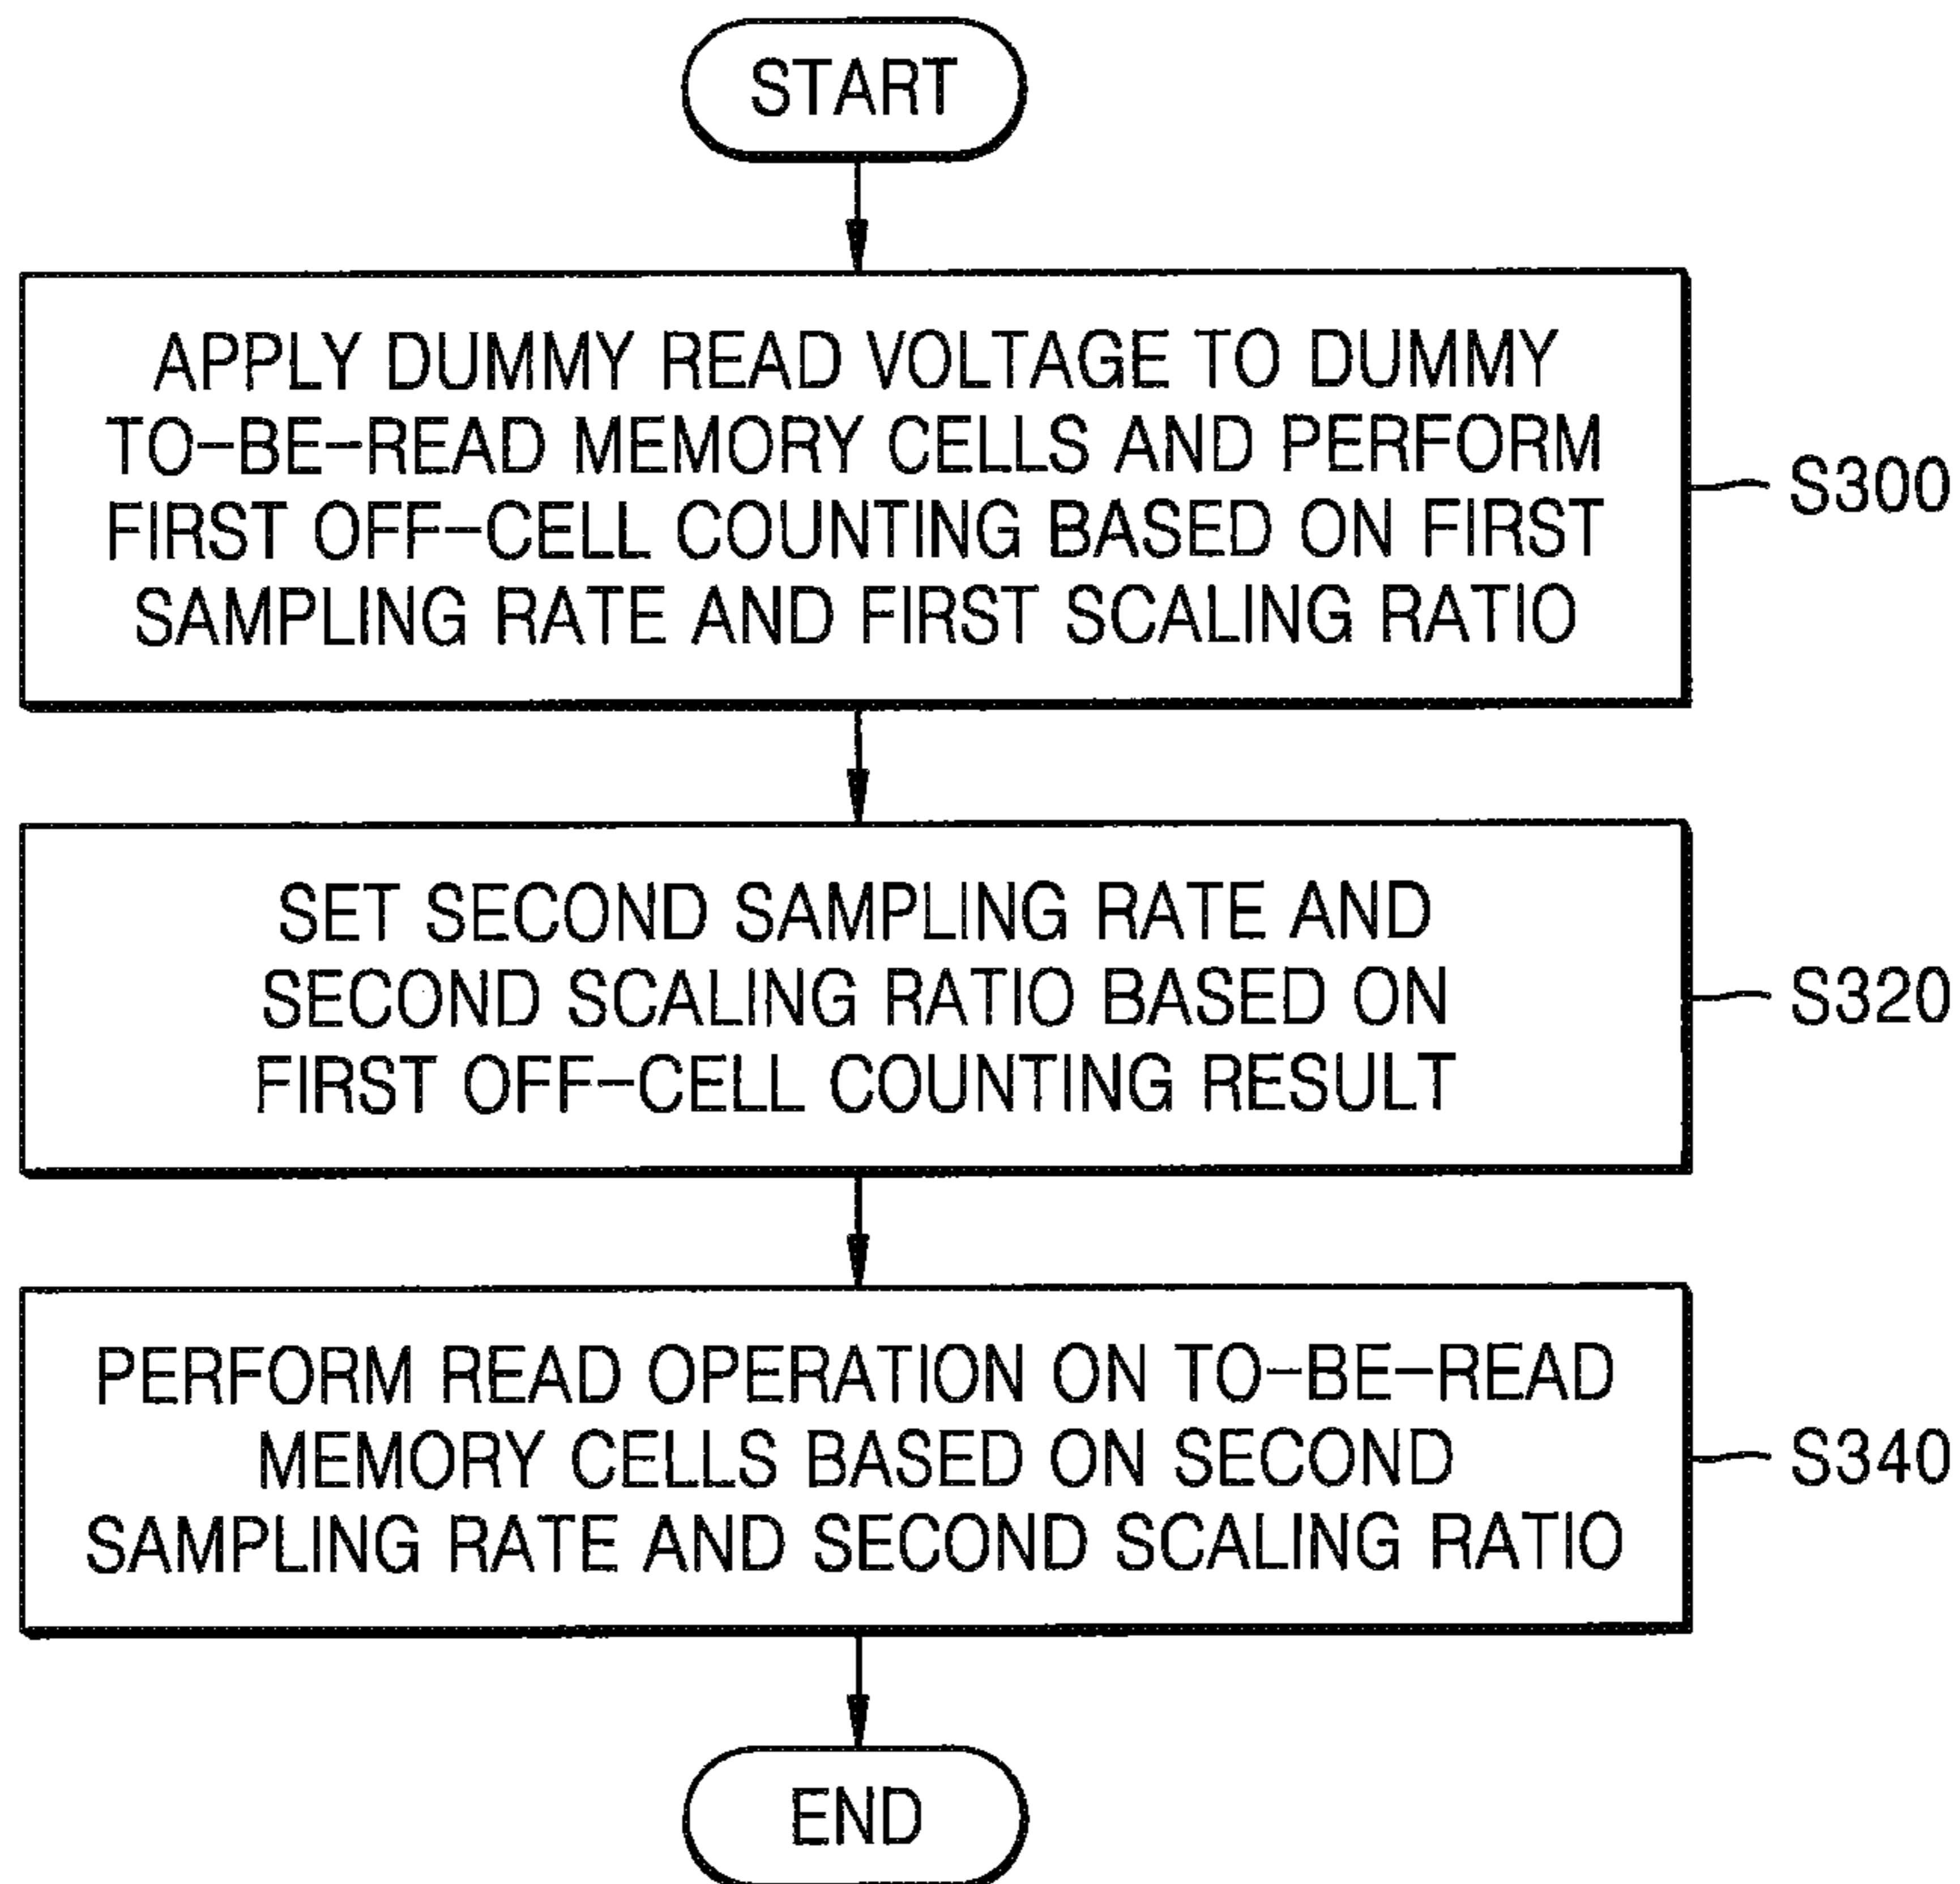 START
APPLY DUMMY READ VOLTAGE TO DUMMY
TO-BE-READ MEMORY CELLS AND PERFORM
FIRST OFF-CELL COUNTING BASED ON FIRST
SAMPLING RATE AND FIRST SCALING RATIO
S300
SET SECOND SAMPLING RATE AND
SECOND SCALING RATIO BASED ON
FIRST OFF-CELL COUNTING RESULT
S320
PERFORM READ OPERATION ON TO-BE-READ
MEMORY CELLS BASED ON SECOND
SAMPLING RATE AND SECOND SCALING RATIO
S340
END